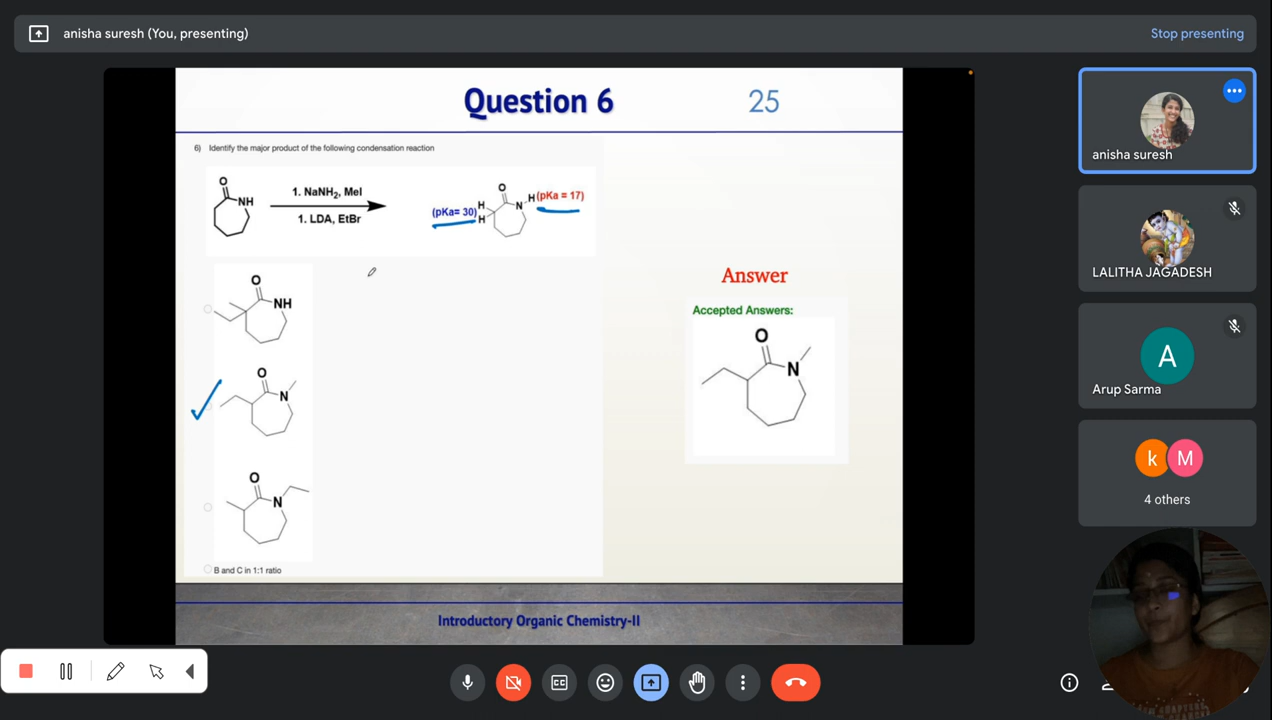 anisha suresh (You, presenting)
Stop presenting
Question 6
25
6) Identify the major product of the following condensation reaction
O
NH
1. NaNH2, MeI
1. LDA, EtBr
O
H
(pKa= 30)
H
N
H
(pKa = 17)
O
NH
O
N
O
N
B and C in 1:1 ratio
Answer
Accepted Answers:
O
N
Introductory Organic Chemistry-II
anisha suresh
LALITHA JAGADESH
A
Arup Sarma
k
M
4 others
CC